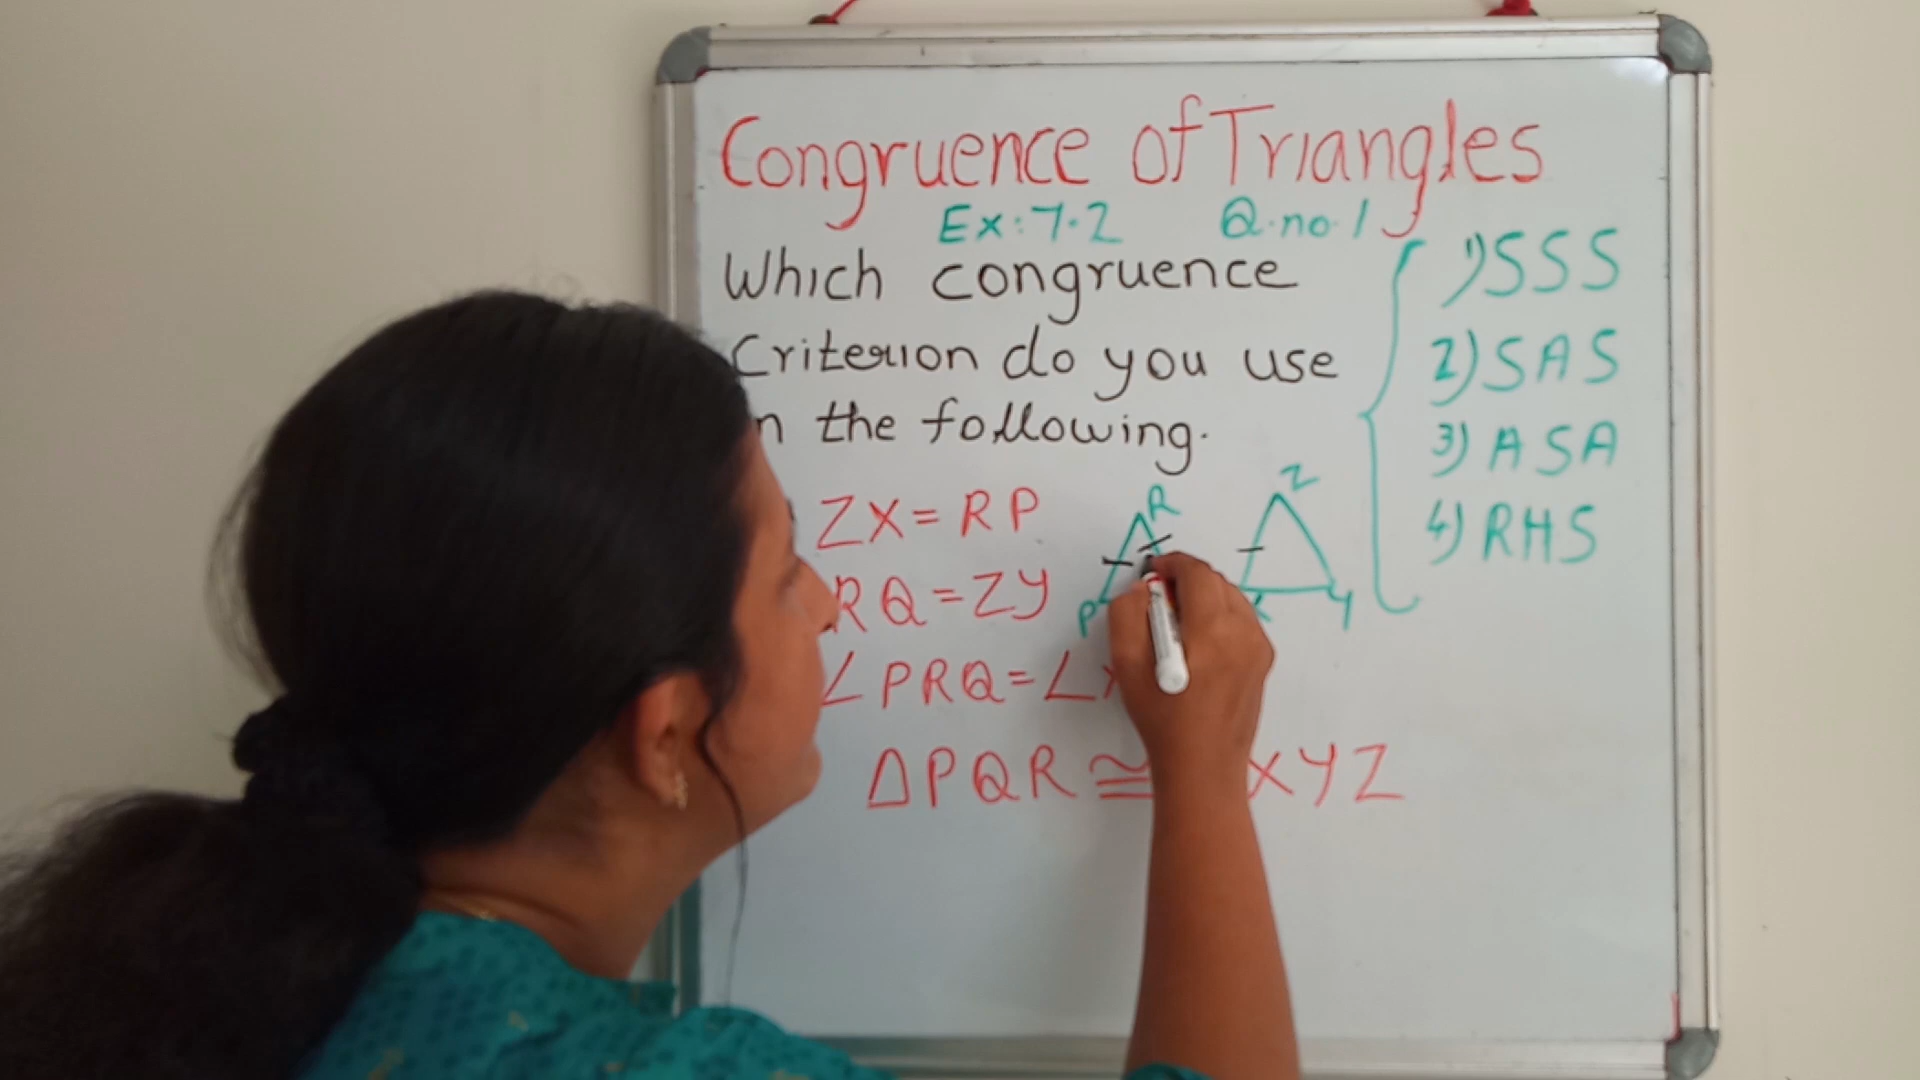 Congruence of Triangles
Ex: 7.2 Q.no.1
Which congruence
Criterion do you use
n the following.
ZX = RP
RQ = ZY
∠PRQ = ∠X
ΔPQR ≅ XYZ
R
P
Z
Y
1) SSS
2) SAS
3) ASA
4) RHS